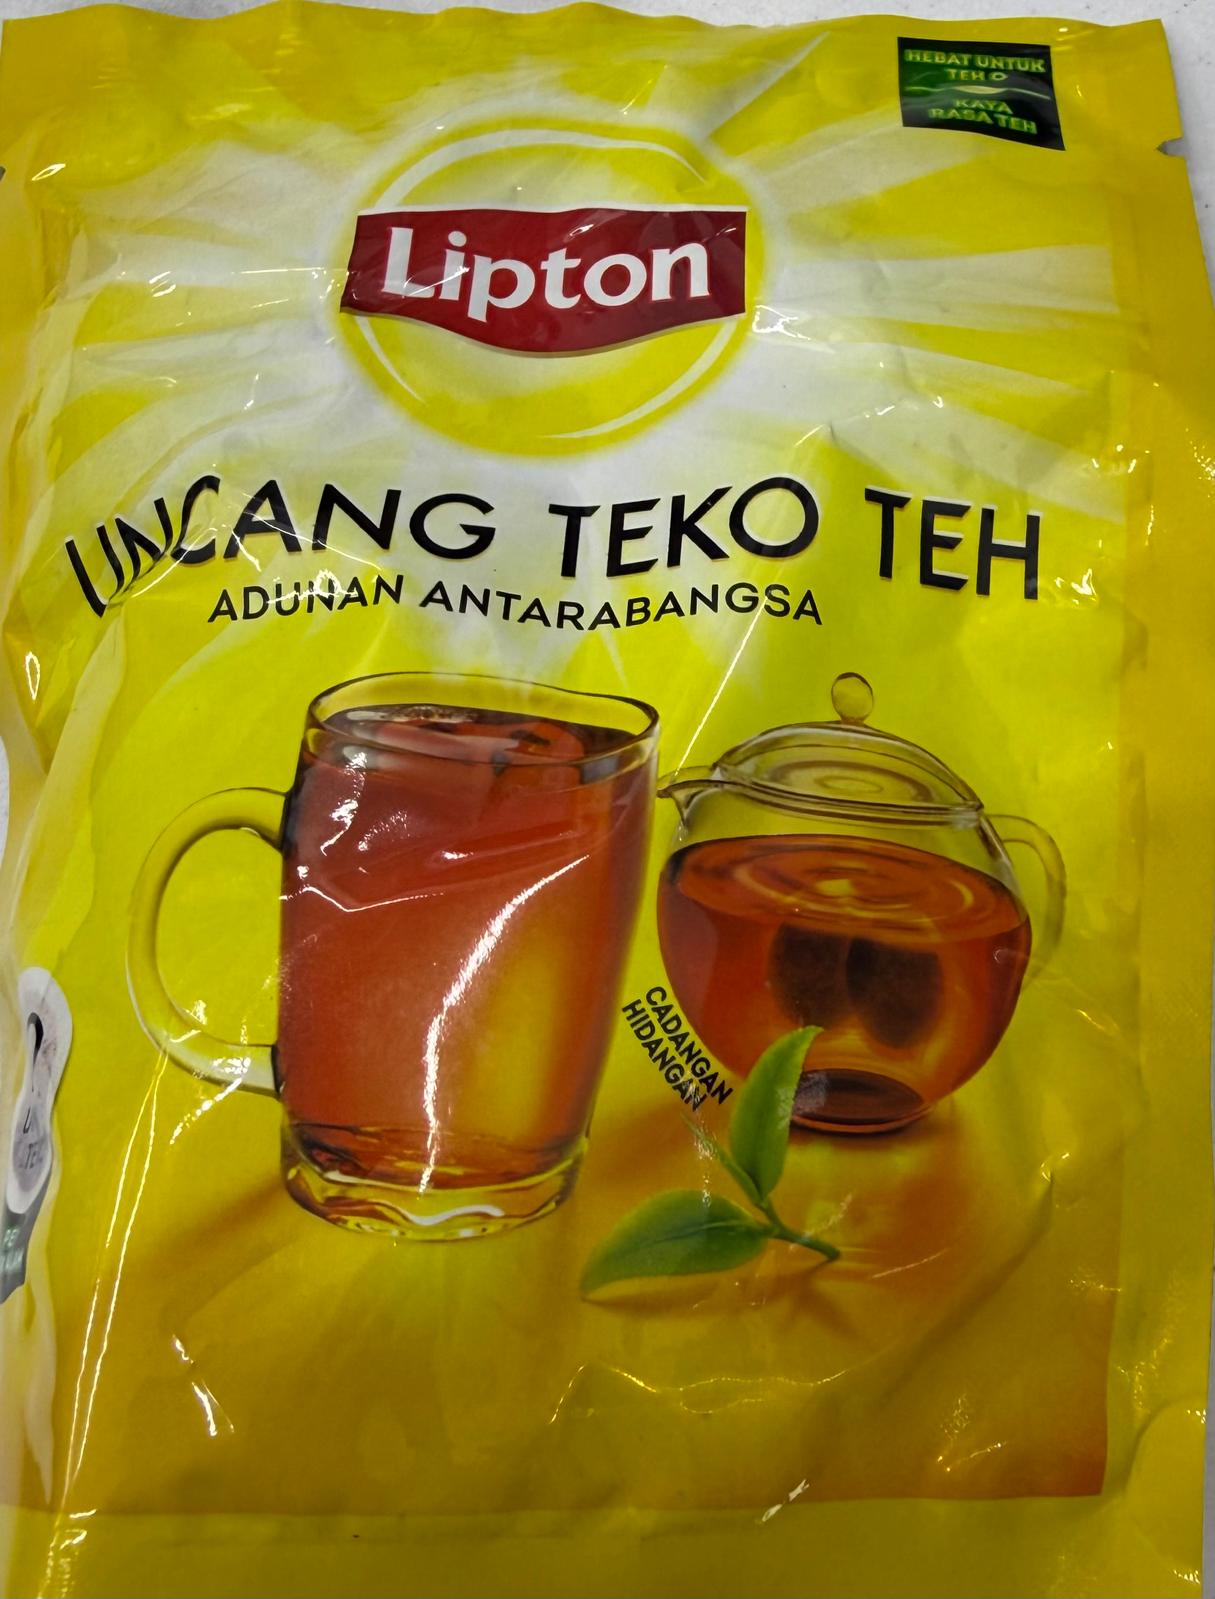 HEBAT UNTUK
TEH O
KAYA
RASA TEH
Lipton
UNCANG TEKO TEH
ADUNAN ANTARABANGSA
CADANGAN
HIDANGAN